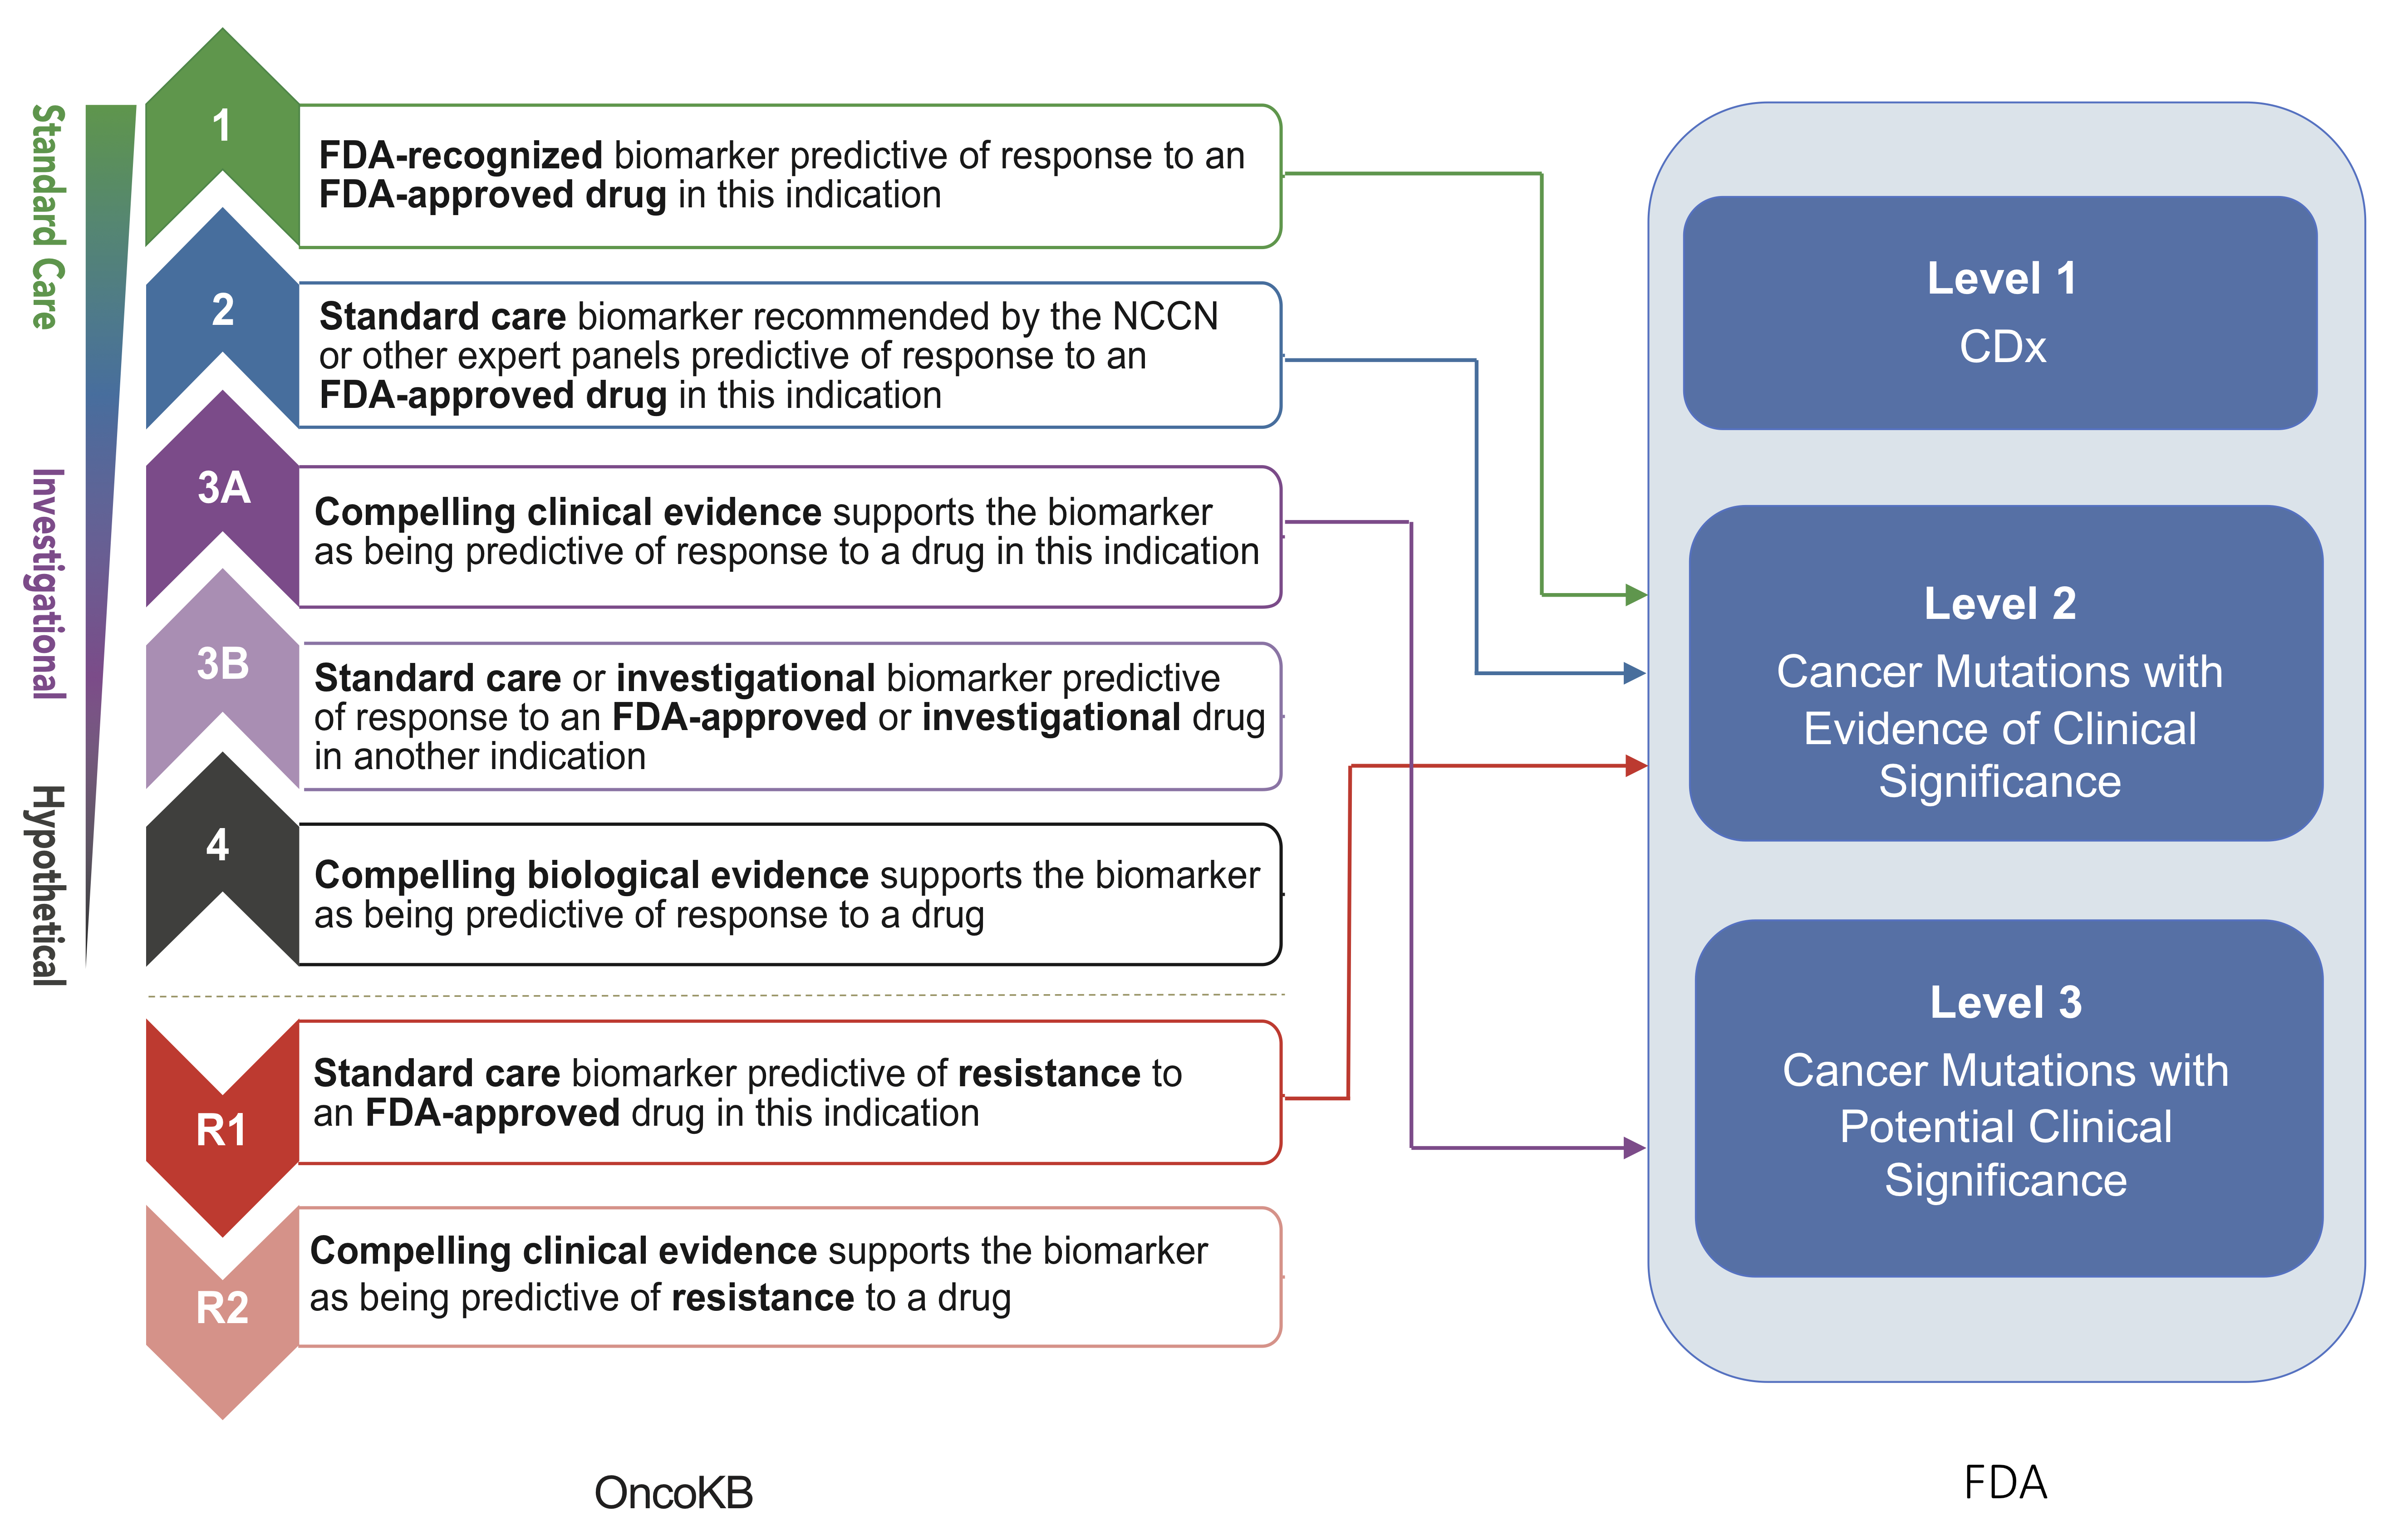 Standard Care
Investigational
Hypothetical
1
FDA-recognized biomarker predictive of response to an
FDA-approved drug in this indication
2
Standard care biomarker recommended by the NCCN
or other expert panels predictive of response to an
FDA-approved drug in this indication
3A
Compelling clinical evidence supports the biomarker
as being predictive of response to a drug in this indication
3B
Standard care or investigational biomarker predictive
of response to an FDA-approved or investigational drug
in another indication
4
Compelling biological evidence supports the biomarker
as being predictive of response to a drug
R1
Standard care biomarker predictive of resistance to
an FDA-approved drug in this indication
R2
Compelling clinical evidence supports the biomarker
as being predictive of resistance to a drug
OncoKB
Level 1
CDx
Level 2
Cancer Mutations with
Evidence of Clinical
Significance
Level 3
Cancer Mutations with
Potential Clinical
Significance
FDA